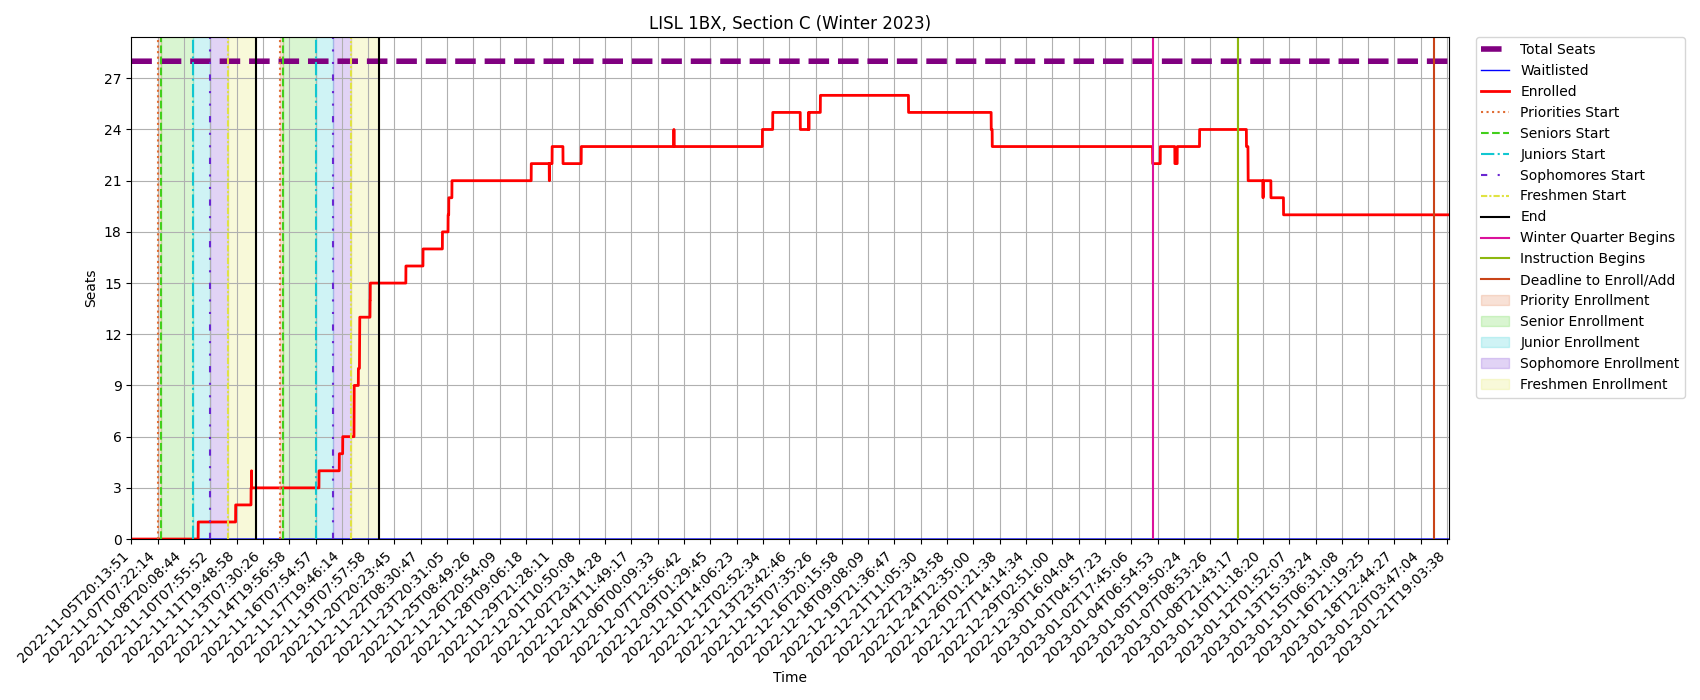 LISL 1BX, Section C (Winter 2023)
Total Seats
Waitlisted
Enrolled
Priorities Start
Seniors Start
Juniors Start
Sophomores Start
Freshmen Start
End
Winter Quarter Begins
Instruction Begins
Deadline to Enroll/Add
Priority Enrollment
Senior Enrollment
Junior Enrollment
Sophomore Enrollment
Freshmen Enrollment
Seats
27
24
21
18
15
12
9
6
3
0
2022-11-05T20:13:51
2022-11-07T07:22:14
2022-11-08T20:08:44
2022-11-10T07:55:52
2022-11-11T19:48:58
2022-11-13T07:30:26
2022-11-14T19:56:58
2022-11-16T07:54:57
2022-11-17T19:46:14
2022-11-19T07:57:58
2022-11-20T20:23:45
2022-11-22T08:30:47
2022-11-23T20:31:05
2022-11-25T08:49:26
2022-11-26T20:54:09
2022-11-28T09:06:18
2022-11-29T21:28:11
2022-12-01T10:50:08
2022-12-02T23:14:28
2022-12-04T11:49:17
2022-12-06T00:09:33
2022-12-07T12:56:42
2022-12-09T01:29:45
2022-12-10T14:06:23
2022-12-12T02:52:34
2022-12-13T23:42:46
2022-12-15T07:35:26
2022-12-16T20:15:58
2022-12-18T09:08:09
2022-12-19T21:36:47
2022-12-21T11:05:30
2022-12-22T23:43:58
2022-12-24T12:35:00
2022-12-26T01:21:38
2022-12-27T14:14:34
2022-12-29T02:51:00
2022-12-30T16:04:04
2023-01-01T04:57:23
2023-01-02T17:45:06
2023-01-04T06:54:53
2023-01-05T19:50:24
2023-01-07T08:53:26
2023-01-08T21:43:17
2023-01-10T11:18:20
2023-01-12T01:52:07
2023-01-13T15:33:24
2023-01-15T06:31:08
2023-01-16T21:19:25
2023-01-18T12:44:27
2023-01-20T03:47:04
2023-01-21T19:03:38
Time